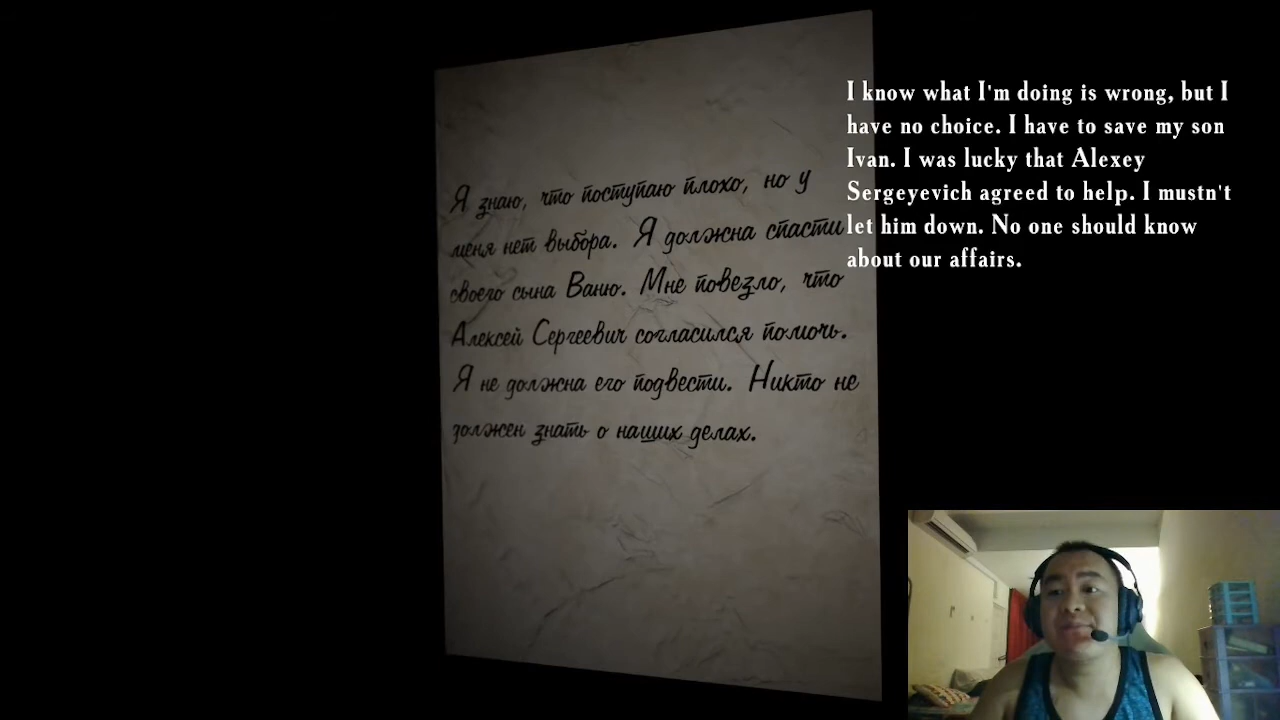 Я знаю, что поступаю плохо, но у
меня нет выбора. Я должна спасти
своего сына Ваню. Мне повезло, что
Алексей Сергеевич согласился помочь.
Я не должна его подвести. Никто не
должен знать о наших делах.
I know what I'm doing is wrong, but I
have no choice. I have to save my son
Ivan. I was lucky that Alexey
Sergeyevich agreed to help. I mustn't
let him down. No one should know
about our affairs.